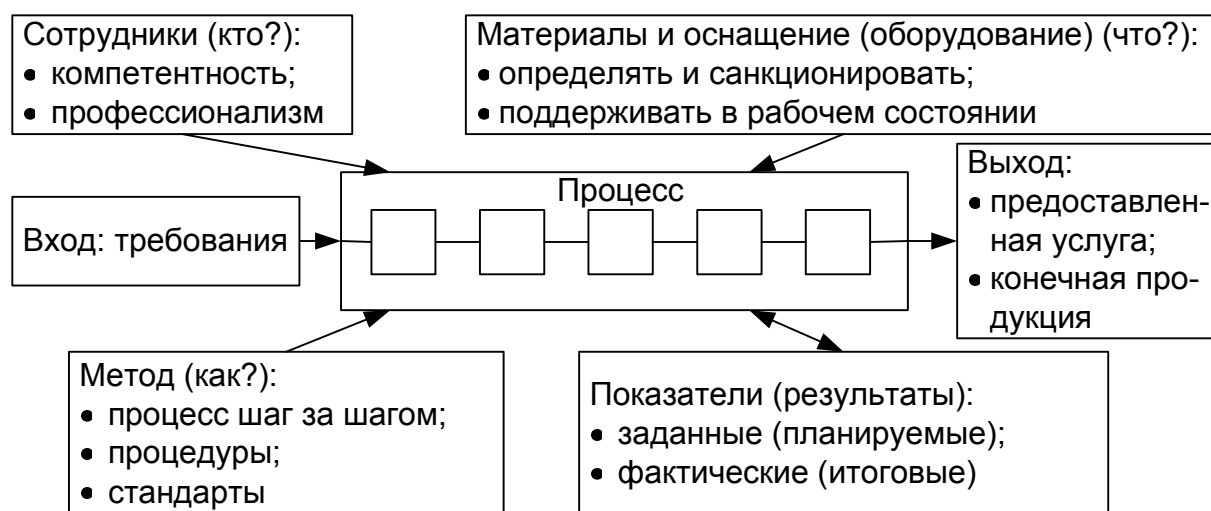 Сотрудники (кто?):
• компетентность;
• профессионализм
Материалы и оснащение (оборудование) (что?):
• определять и санкционировать;
• поддерживать в рабочем состоянии
Процесс
Вход: требования
Выход:
• предоставлен-
ная услуга;
• конечная про-
дукция
Метод (как?):
• процесс шаг за шагом;
• процедуры;
• стандарты
Показатели (результаты):
• заданные (планируемые);
• фактические (итоговые)